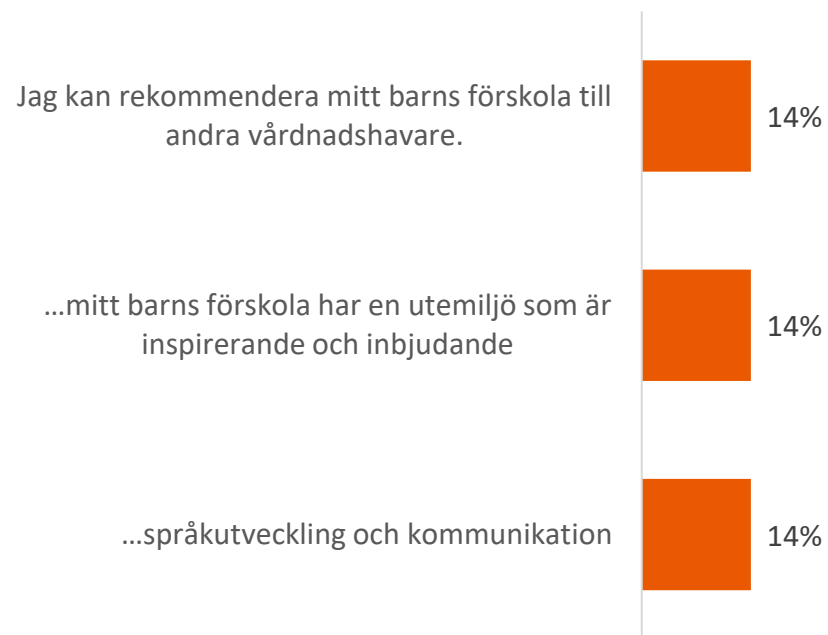 Jag kan rekommendera mitt barns förskola till
andra vårdnadshavare.
14%
…mitt barns förskola har en utemiljö som är
inspirerande och inbjudande
14%
…språkutveckling och kommunikation
14%